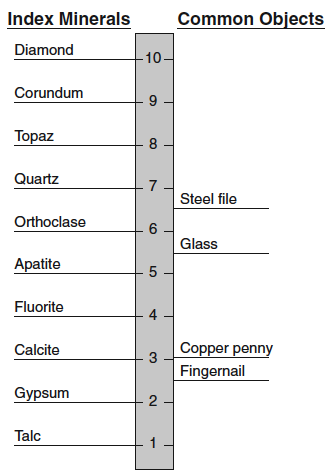 Index Minerals Common Objects
Diamond
10
Corundum
9
Topaz
8
Quartz
7
Steel file
Orthoclase
6
Glass
Apatite
5
Fluorite
4
Calcite
3
Copper penny
Fingernail
Gypsum
2
Talc
1